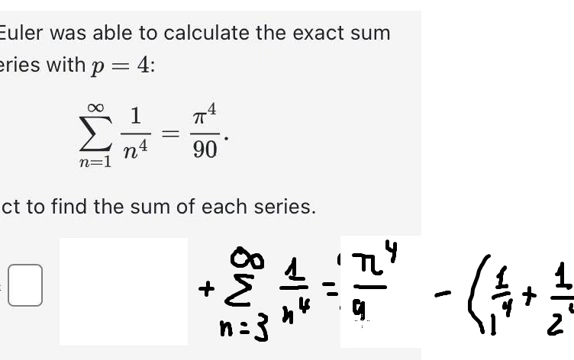 Euler was able to calculate the exact sum
eries with p = 4:
∞
∑ 1/n⁴ = π⁴/90.
n=1
ct to find the sum of each series.
∞
+ ∑ 1/n⁴ = π⁴/9 - (1/1⁴ + 1/2⁴
n=3